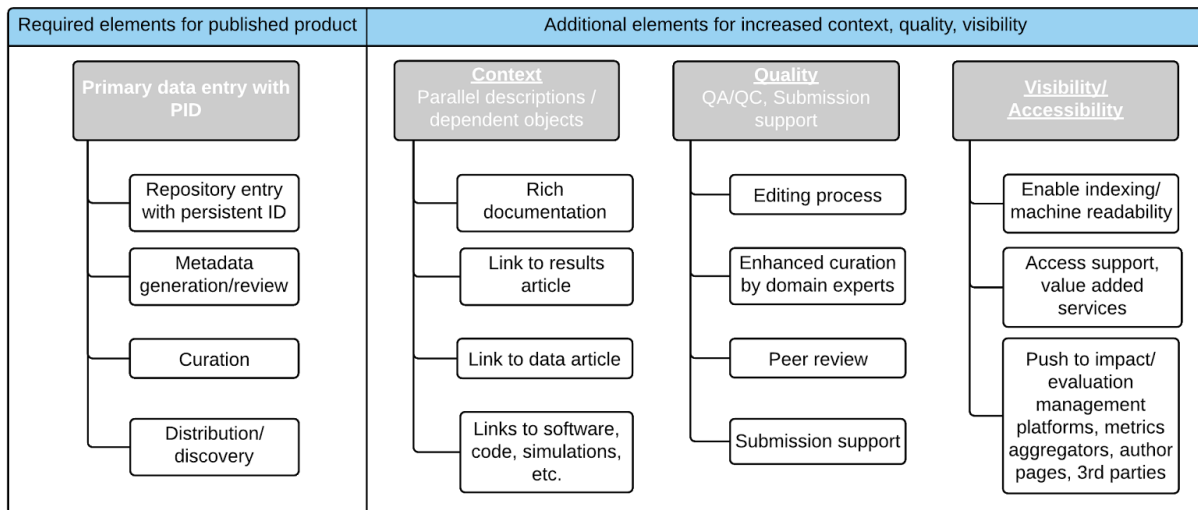 Required elements for published product
Additional elements for increased context, quality, visibility
Primary data entry with
PID
Repository entry
with persistent ID
Metadata
generation/review
Curation
Distribution/
discovery
Context
Parallel descriptions /
dependent objects
Rich
documentation
Link to results
article
Link to data article
Links to software,
code, simulations,
etc.
Quality
QA/QC, Submission
support
Editing process
Enhanced curation
by domain experts
Peer review
Submission support
Visibility/
Accessibility
Enable indexing/
machine readability
Access support,
value added
services
Push to impact/
evaluation
management
platforms, metrics
aggregators, author
pages, 3rd parties